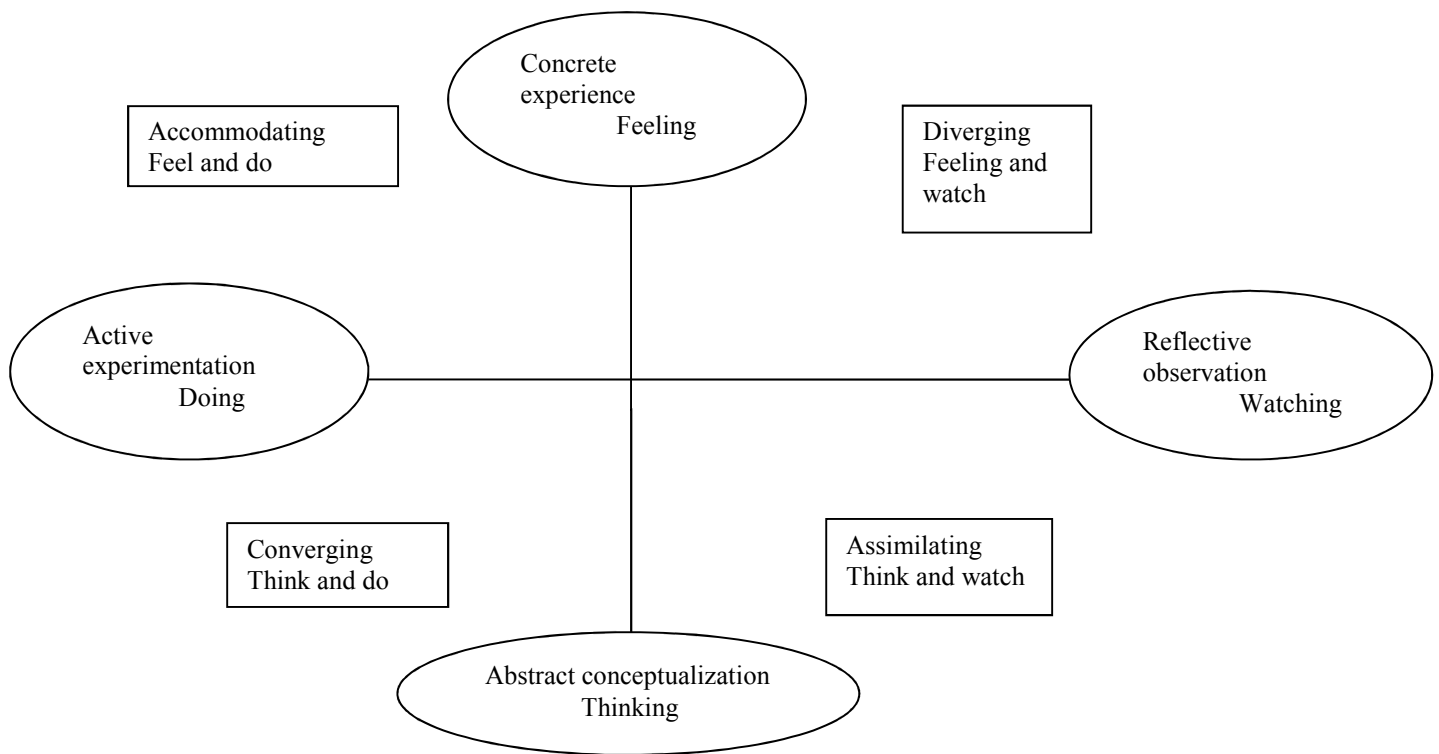 Concrete
experience
Feeling
Accommodating
Feel and do
Diverging
Feeling and
watch
Active
experimentation
Doing
Reflective
observation
Watching
Converging
Think and do
Assimilating
Think and watch
Abstract conceptualization
Thinking